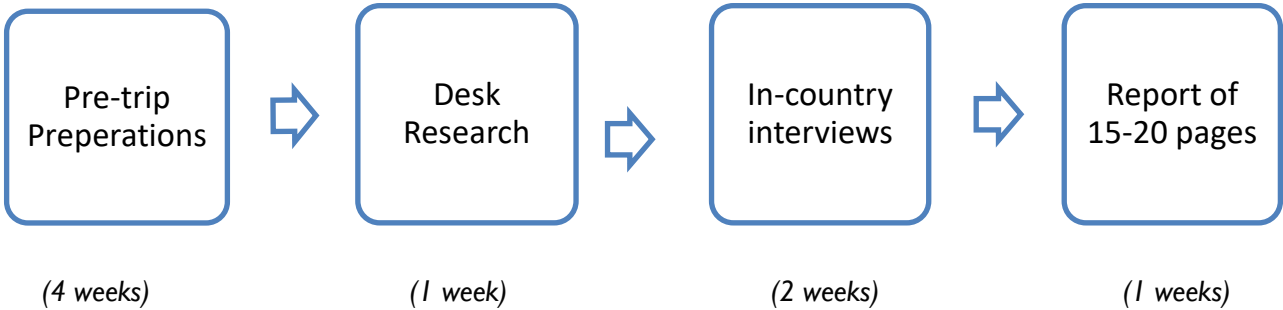 Pre-trip
Preperations
Desk
Research
In-country
interviews
Report of
15-20 pages
(4 weeks)
(1 week)
(2 weeks)
(1 weeks)